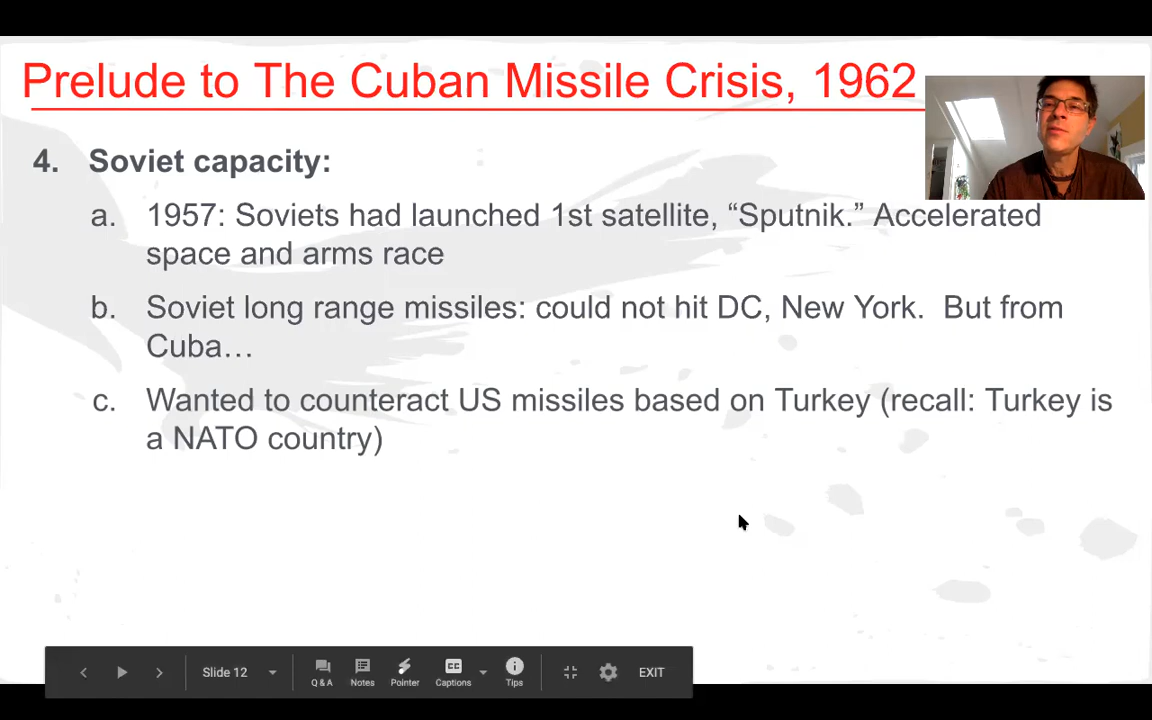 Prelude to The Cuban Missile Crisis, 1962
4. Soviet capacity:
a. 1957: Soviets had launched 1st satellite, “Sputnik.” Accelerated
space and arms race
b. Soviet long range missiles: could not hit DC, New York.  But from
Cuba…
c. Wanted to counteract US missiles based on Turkey (recall: Turkey is
a NATO country)
Slide 12
Q & A
Notes
Pointer
CC
Captions
Tips
EXIT